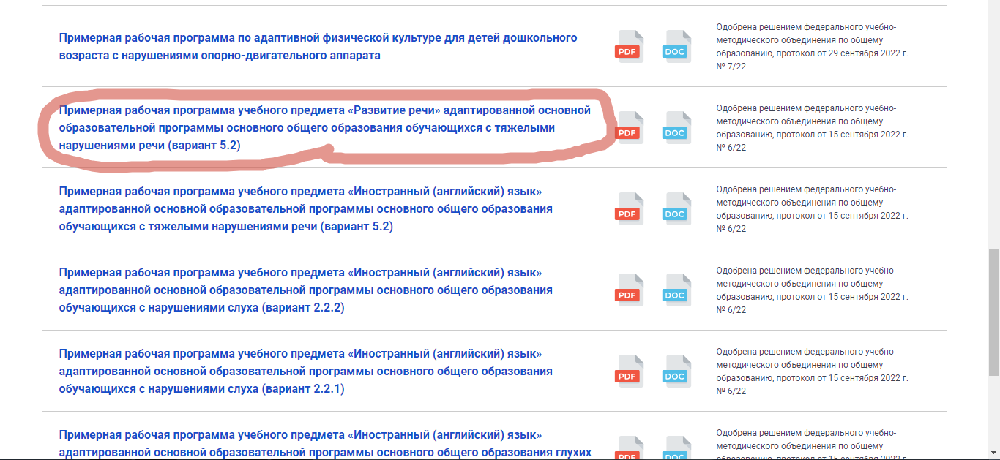 Примерная рабочая программа по адаптивной физической культуре для детей дошкольного
возраста с нарушениями опорно-двигательного аппарата
PDF
DOC
Одобрена решением федерального учебно-
методического объединения по общему
образованию, протокол от 29 сентября 2022 г.
№ 7/22
Примерная рабочая программа учебного предмета «Развитие речи» адаптированной основной
образовательной программы основного общего образования обучающихся с тяжелыми
нарушениями речи (вариант 5.2)
PDF
DOC
Одобрена решением федерального учебно-
методического объединения по общему
образованию, протокол от 15 сентября 2022 г.
№ 6/22
Примерная рабочая программа учебного предмета «Иностранный (английский) язык»
адаптированной основной образовательной программы основного общего образования
обучающихся с тяжелыми нарушениями речи (вариант 5.2)
PDF
DOC
Одобрена решением федерального учебно-
методического объединения по общему
образованию, протокол от 15 сентября 2022 г.
№ 6/22
Примерная рабочая программа учебного предмета «Иностранный (английский) язык»
адаптированной основной образовательной программы основного общего образования
обучающихся с нарушениями слуха (вариант 2.2.2)
PDF
DOC
Одобрена решением федерального учебно-
методического объединения по общему
образованию, протокол от 15 сентября 2022 г.
№ 6/22
Примерная рабочая программа учебного предмета «Иностранный (английский) язык»
адаптированной основной образовательной программы основного общего образования
обучающихся с нарушениями слуха (вариант 2.2.1)
PDF
DOC
Одобрена решением федерального учебно-
методического объединения по общему
образованию, протокол от 15 сентября 2022 г.
№ 6/22
Примерная рабочая программа учебного предмета «Иностранный (английский) язык»
адаптированной основной образовательной программы основного общего образования глухих
PDF
DOC
Одобрена решением федерального учебно-
методического объединения по общему
образованию, протокол от 15 сентября 2022 г.